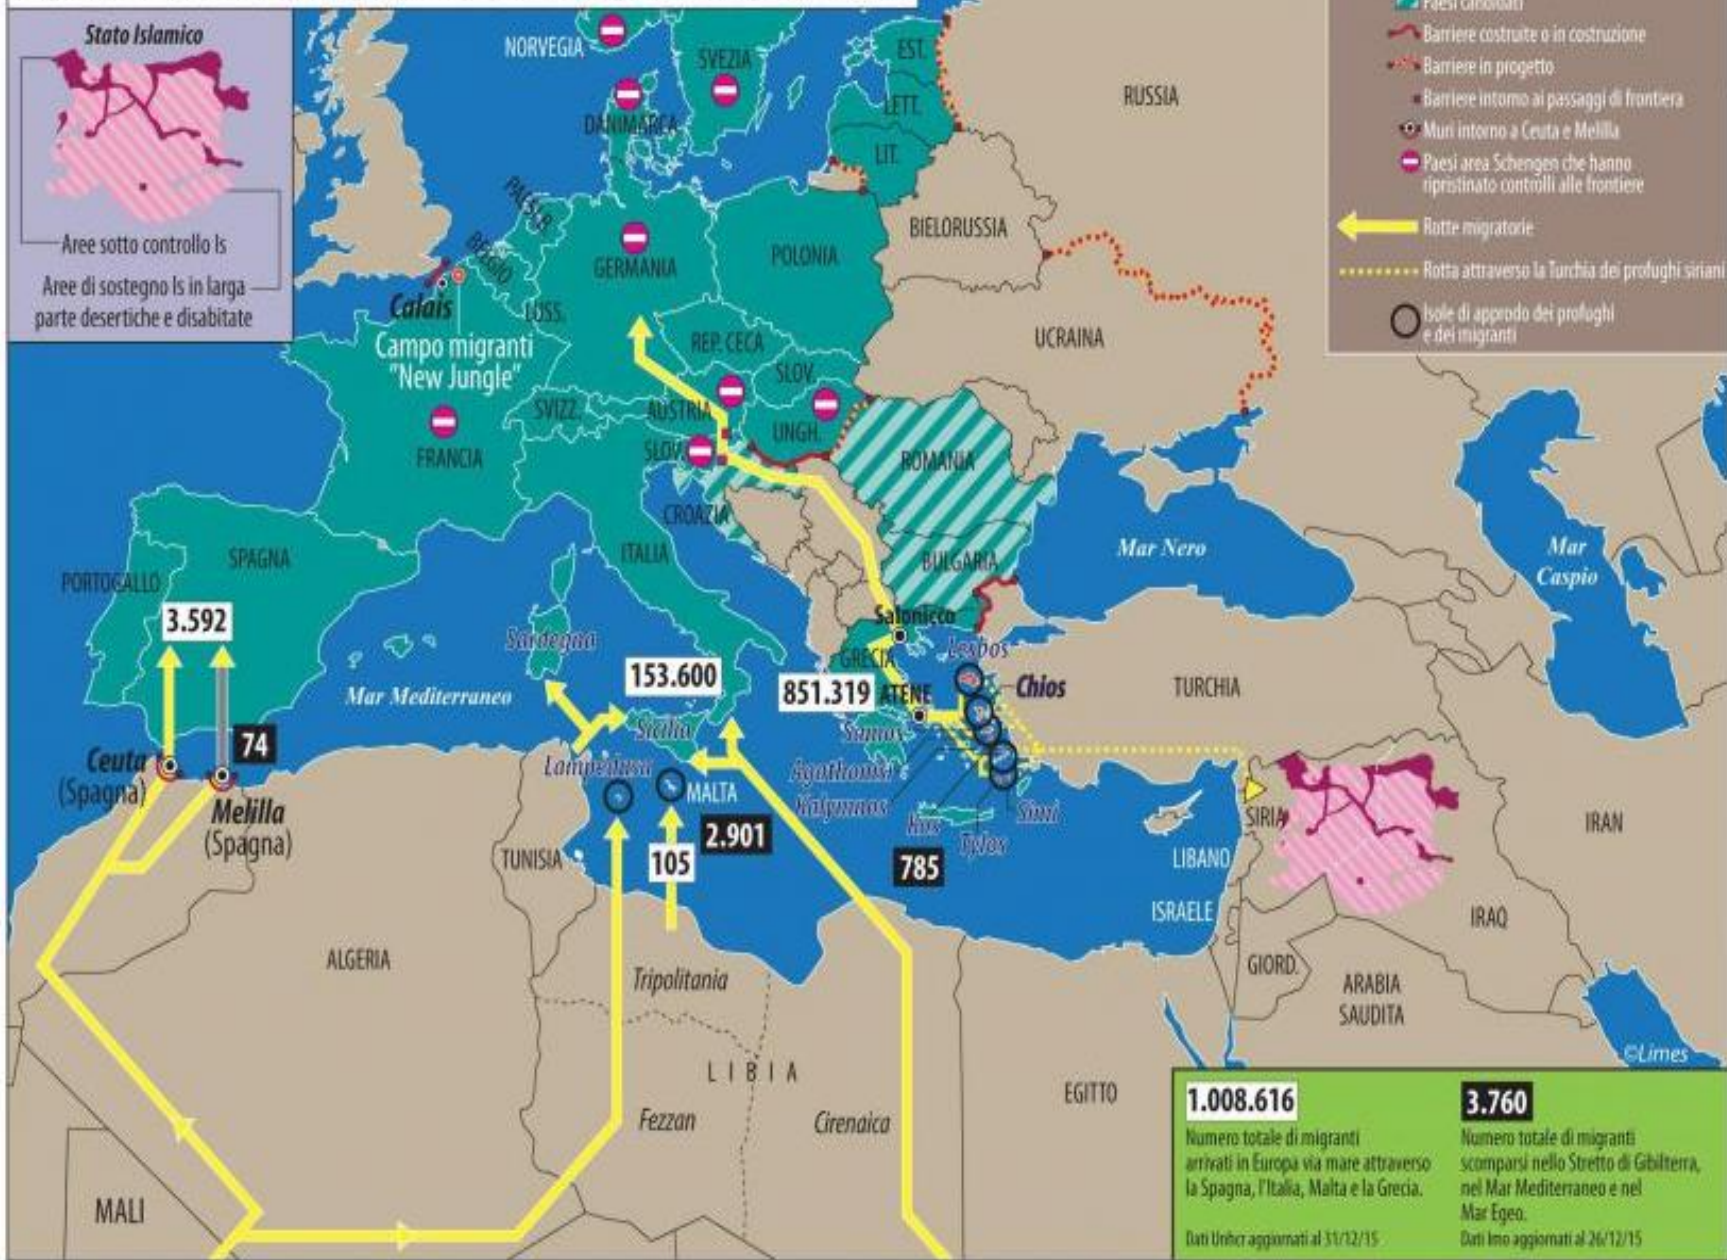 Stato Islamico
Aree sotto controllo Is
Aree di sostegno Is in larga
parte desertiche e disabitate
Paesi candidati
Barriere costruite o in costruzione
Barriere in progetto
Barriere intorno ai passaggi di frontiera
Muri intorno a Ceuta e Melilla
Paesi area Schengen che hanno
ripristinato controlli alle frontiere
Rotte migratorie
Rotta attraverso la Turchia dei profughi siriani
Isole di approdo dei profughi
e dei migranti
NORVEGIA
SVEZIA
EST.
LETT.
LIT.
RUSSIA
DANIMARCA
PAESI B.
BELGIO
GERMANIA
POLONIA
BIELORUSSIA
Calais
LUSS.
Campo migranti
"New Jungle"
REP. CECA
SLOV.
UCRAINA
SVIZZ.
AUSTRIA
UNGH.
FRANCIA
SLOV.
ROMANIA
CROAZIA
ITALIA
BULGARIA
Mar Nero
Mar
Caspio
PORTOGALLO
SPAGNA
3.592
Sardegna
Salonicco
GRECIA
Lesbos
Mar Mediterraneo
153.600
851.319
ATENE
Chios
TURCHIA
Sicilia
Samos
74
Ceuta
(Spagna)
Lampedusa
Agathonisi
MALTA
Kalymnos
Melilla
(Spagna)
Kos
Simi
Tylos
SIRIA
IRAN
2.901
TUNISIA
105
785
LIBANO
ISRAELE
IRAQ
ALGERIA
Tripolitania
GIORD.
ARABIA
SAUDITA
LIBIA
©Limes
EGITTO
Fezzan
Cirenaica
MALI
1.008.616
Numero totale di migranti
arrivati in Europa via mare attraverso
la Spagna, l'Italia, Malta e la Grecia.
Dati Unhcr aggiornati al 31/12/15
3.760
Numero totale di migranti
scomparsi nello Stretto di Gibilterra,
nel Mar Mediterraneo e nel
Mar Egeo.
Dati Imo aggiornati al 26/12/15